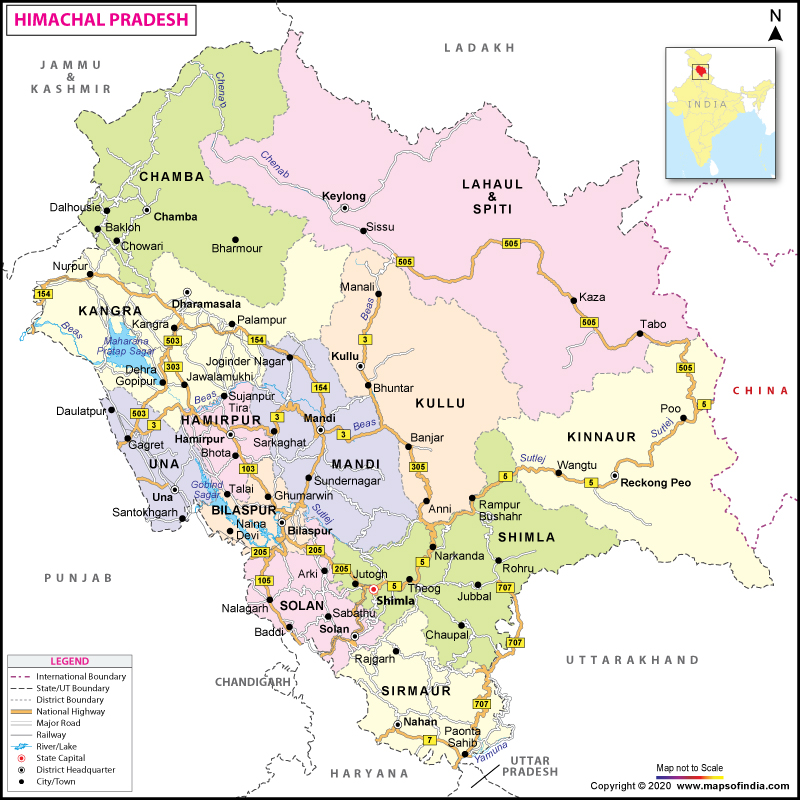 HIMACHAL PRADESH
N
LADAKH
JAMMU
&
KASHMIR
INDIA
Chenab
Chenab
CHAMBA
LAHAUL
&
SPITI
Keylong
Dalhousie
Chamba
Bakloh
Sissu
Chowari
Bharmour
505
505
Nurpur
Manali
154
Dharamasala
Kaza
KANGRA
Beas
505
Palampur
Tabo
Beas
Kangra
Maharana
Pratap Sagar
503
154
3
Kullu
Joginder Nagar
505
Dehra
Gopipur
303
Jawalamukhi
154
Bhuntar
CHINA
Beas
Sujanpur
Tira
KULLU
5
Daulatpur
503
Poo
3
HAMIRPUR
3
Mandi
Beas
Sutlej
Hamirpur
Sarkaghat
3
Banjar
KINNAUR
Gagret
Bhota
Sutlej
UNA
103
MANDI
305
Wangtu
5
Sundernagar
5
Reckong Peo
Gobind
Sagar
Talai
Una
Ghumarwin
Anni
Rampur
Bushahr
Santokhgarh
BILASPUR
Sutlej
Naina
Devi
Bilaspur
SHIMLA
205
205
Narkanda
5
Rohru
PUNJAB
105
Arki
205
Jutogh
5
Theog
707
Jubbal
Nalagarh
SOLAN
Shimla
Sabathu
Baddi
Solan
Chaupal
707
Rajgarh
UTTARAKHAND
CHANDIGARH
SIRMAUR
707
Nahan
7
Paonta
Sahib
Yamuna
HARYANA
UTTAR
PRADESH
LEGEND
International Boundary
State/UT Boundary
District Boundary
National Highway
Major Road
Railway
River/Lake
State Capital
District Headquarter
City/Town
Map not to Scale
Copyright © 2020 www.mapsofindia.com